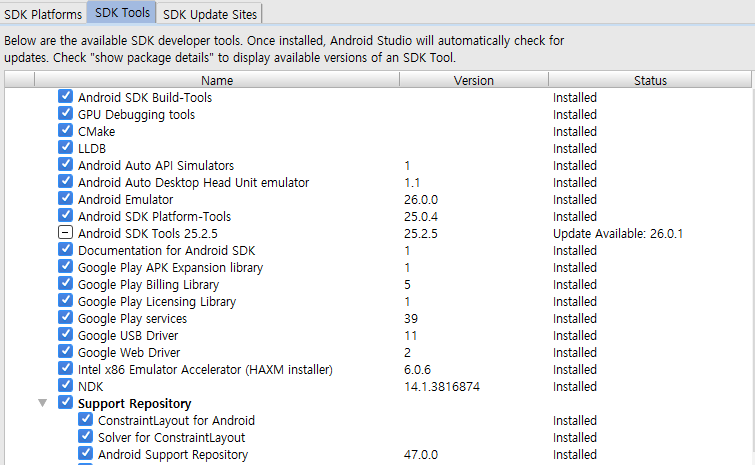 SDK Platforms SDK Tools SDK Update Sites
Below are the available SDK developer tools. Once installed, Android Studio will automatically check for
updates. Check "show package details" to display available versions of an SDK Tool.
Name Version Status
Android SDK Build-Tools Installed
GPU Debugging tools Installed
CMake Installed
LLDB Installed
Android Auto API Simulators 1 Installed
Android Auto Desktop Head Unit emulator 1.1 Installed
Android Emulator 26.0.0 Installed
Android SDK Platform-Tools 25.0.4 Installed
Android SDK Tools 25.2.5 25.2.5 Update Available: 26.0.1
Documentation for Android SDK 1 Installed
Google Play APK Expansion library 1 Installed
Google Play Billing Library 5 Installed
Google Play Licensing Library 1 Installed
Google Play services 39 Installed
Google USB Driver 11 Installed
Google Web Driver 2 Installed
Intel x86 Emulator Accelerator (HAXM installer) 6.0.6 Installed
NDK 14.1.3816874 Installed
Support Repository
ConstraintLayout for Android Installed
Solver for ConstraintLayout Installed
Android Support Repository 47.0.0 Installed